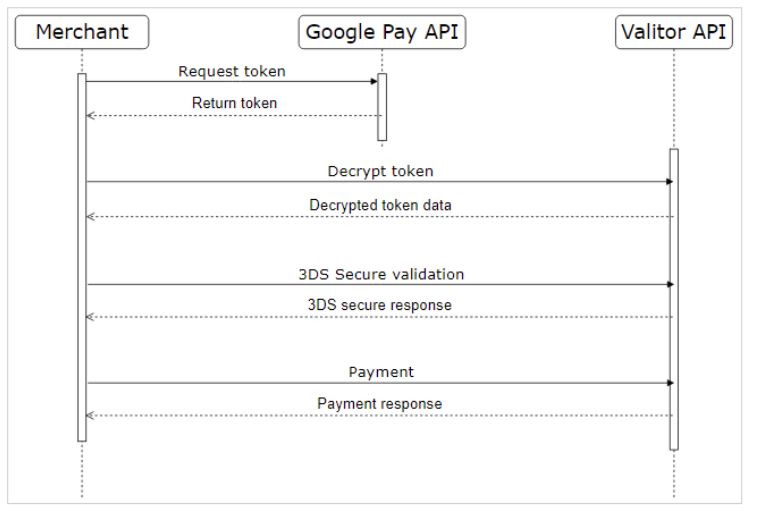 Merchant
Google Pay API
Valitor API
Request token
Return token
Decrypt token
Decrypted token data
3DS Secure validation
3DS secure response
Payment
Payment response